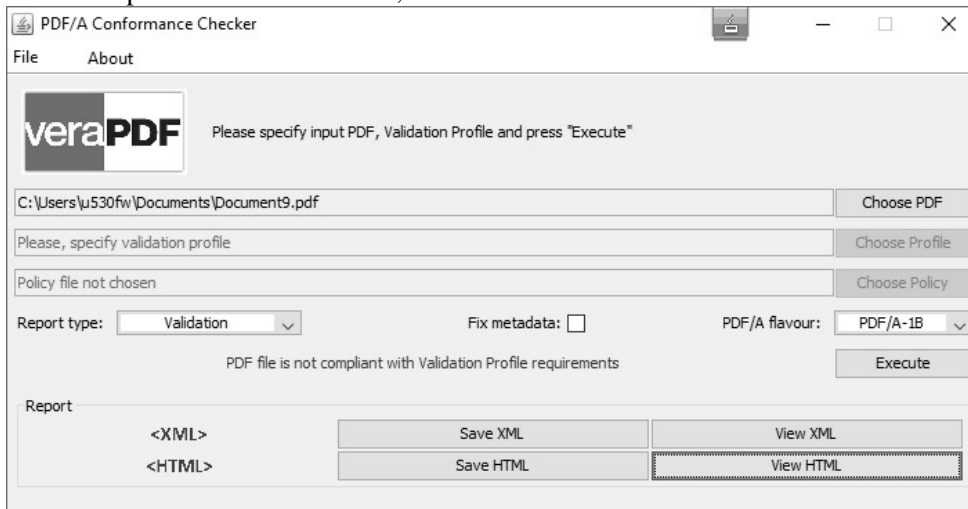 PDF/A Conformance Checker
File About
veraPDF Please specify input PDF, Validation Profile and press "Execute"
C:\Users\u530fw\Documents\Document9.pdf Choose PDF
Please, specify validation profile Choose Profile
Policy file not chosen Choose Policy
Report type: Validation Fix metadata: PDF/A flavour: PDF/A-1B
PDF file is not compliant with Validation Profile requirements Execute
Report
<XML> Save XML View XML
<HTML> Save HTML View HTML